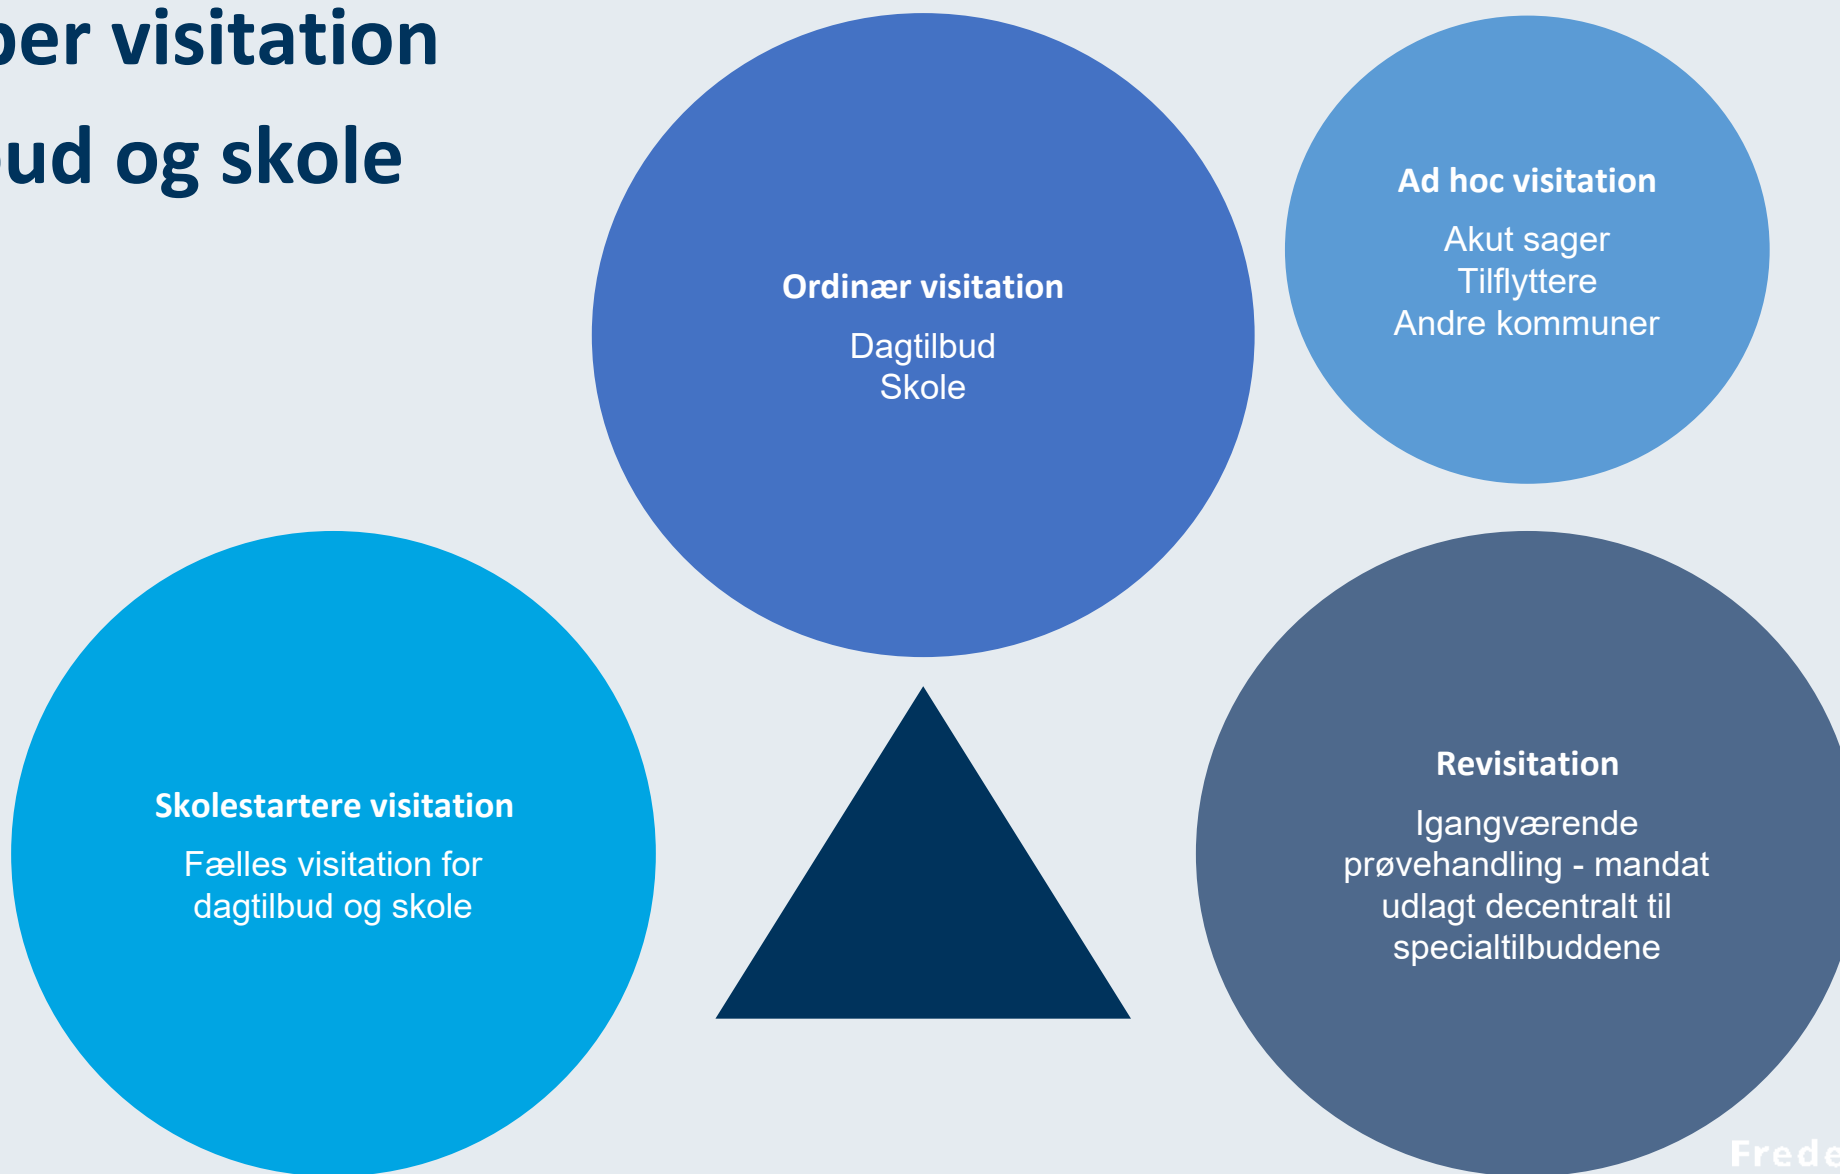 per visitation
ud og skole
Ordinær visitation
Dagtilbud
Skole
Ad hoc visitation
Akut sager
Tilflyttere
Andre kommuner
Skolestartere visitation
Fælles visitation for
dagtilbud og skole
Revisitation
Igangværende
prøvehandling - mandat
udlagt decentralt til
specialtilbuddene
Frede